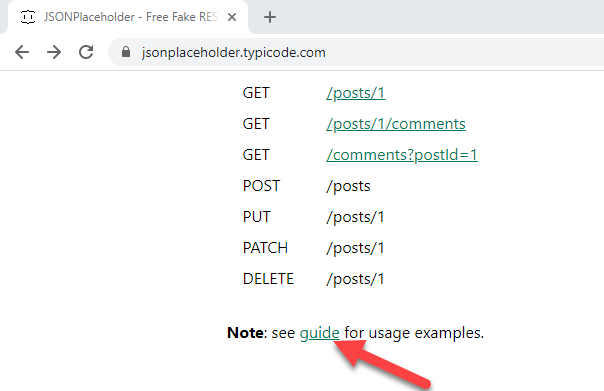 JSONPlaceholder - Free Fake RES
jsonplaceholder.typicode.com
GET /posts/1
GET /posts/1/comments
GET /comments?postId=1
POST /posts
PUT /posts/1
PATCH /posts/1
DELETE /posts/1
Note: see guide for usage examples.